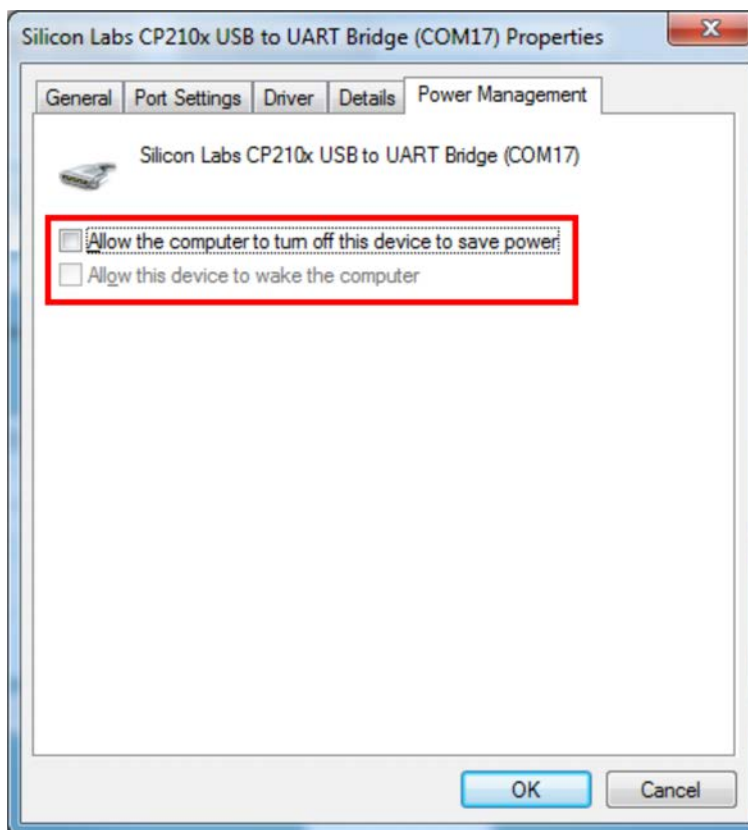 Silicon Labs CP210x USB to UART Bridge (COM17) Properties
General Port Settings Driver Details Power Management
Silicon Labs CP210x USB to UART Bridge (COM17)
Allow the computer to turn off this device to save power
Allow this device to wake the computer
OK Cancel